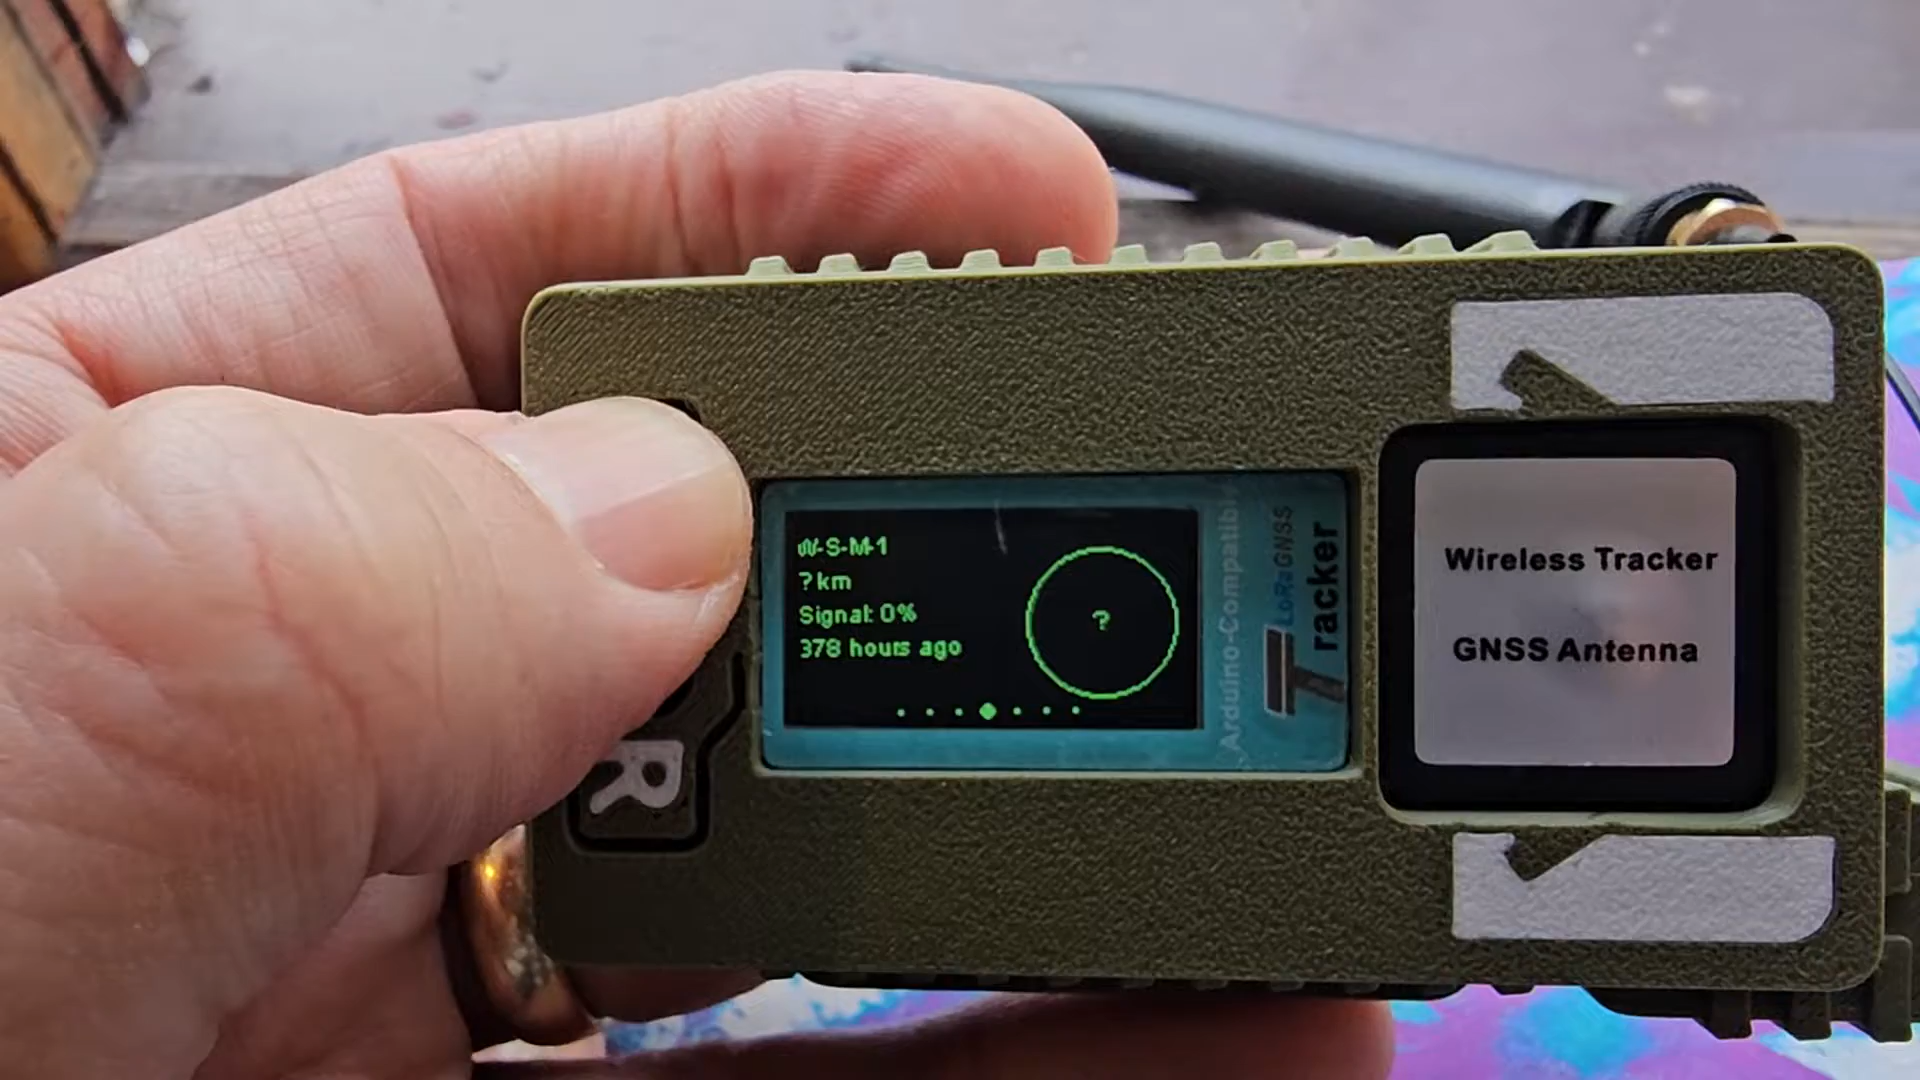 W-S-M-1
? km
Signal: 0%
378 hours ago
?
Arduino-Compatible
LoRa GNSS
Tracker
Wireless Tracker
GNSS Antenna
R